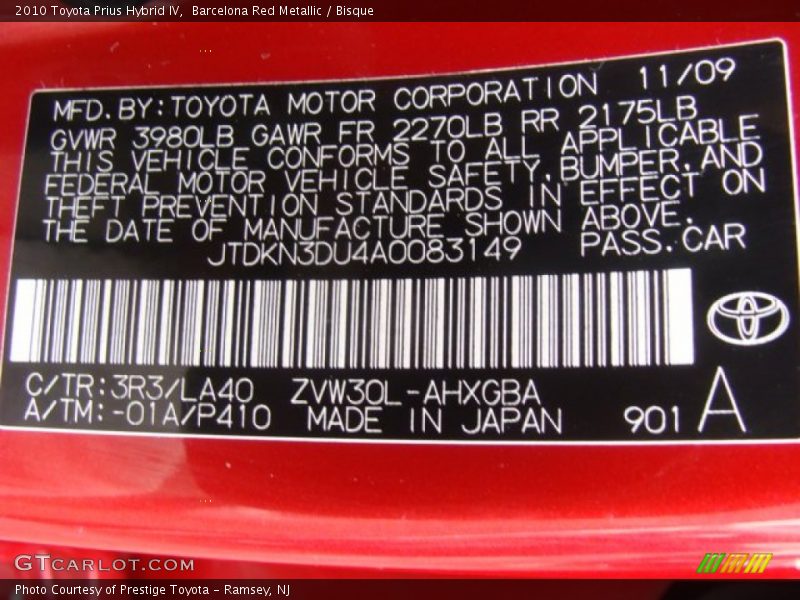 2010 Toyota Prius Hybrid IV,  Barcelona Red Metallic / Bisque
MFD.BY:TOYOTA MOTOR CORPORATION 11/09
GVWR 3980LB GAWR FR 2270LB RR 2175LB
THIS VEHICLE CONFORMS TO ALL APPLICABLE
FEDERAL MOTOR VEHICLE SAFETY,BUMPER,AND
THEFT PREVENTION STANDARDS IN EFFECT ON
THE DATE OF MANUFACTURE SHOWN ABOVE.
JTDKN3DU4A0083149 PASS.CAR
C/TR:3R3/LA40 ZVW30L-AHXGBA
A/TM:-01A/P410 MADE IN JAPAN 901 A
GTCARLOT.COM
Photo Courtesy of Prestige Toyota - Ramsey, NJ